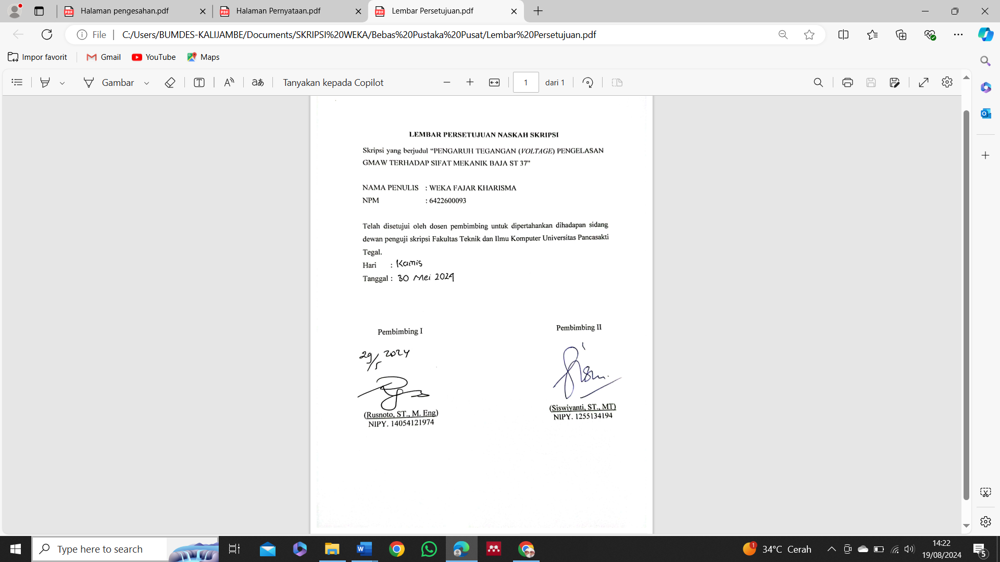 Halaman pengesahan.pdf
Halaman Pernyataan.pdf
Lembar Persetujuan.pdf
File
C:/Users/BUMDES-KALIJAMBE/Documents/SKRIPSI%20WEKA/Bebas%20Pustaka%20Pusat/Lembar%20Persetujuan.pdf
Impor favorit
Gmail
YouTube
Maps
Gambar
Tanyakan kepada Copilot
1 dari 1
LEMBAR PERSETUJUAN NASKAH SKRIPSI
Skripsi yang berjudul “PENGARUH TEGANGAN (VOLTAGE) PENGELASAN
GMAW TERHADAP SIFAT MEKANIK BAJA ST 37”
NAMA PENULIS : WEKA FAJAR KHARISMA
NPM : 6422600093
Telah disetujui oleh dosen pembimbing untuk dipertahankan dihadapan sidang
dewan penguji skripsi Fakultas Teknik dan Ilmu Komputer Universitas Pancasakti
Tegal.
Hari : Kamis
Tanggal : 30 Mei 2024
Pembimbing I
29/5 2024
(Rusnoto, ST., M. Eng)
NIPY. 14054121974
Pembimbing II
(Siswiyanti, ST., MT)
NIPY. 1255134194
Type here to search
1
34°C Cerah
14:22
19/08/2024
5